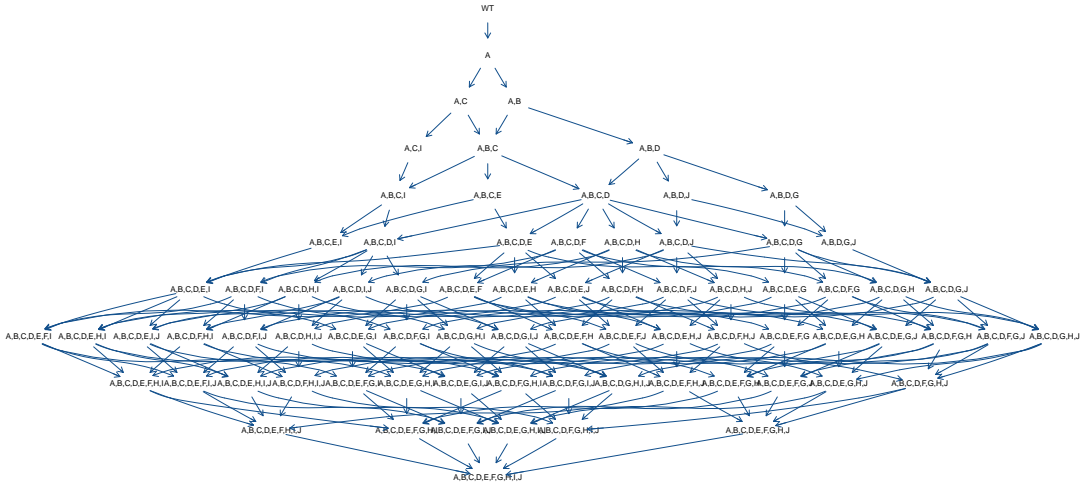 WT
A
A,C A,B
A,C,I A,B,C A,B,D
A,B,C,I A,B,C,E A,B,C,D A,B,D,J A,B,D,G
A,B,C,E,I A,B,C,D,I A,B,C,D,E A,B,C,D,F A,B,C,D,H A,B,C,D,J A,B,C,D,G A,B,D,G,J
A,B,C,D,E,I A,B,C,D,F,I A,B,C,D,H,I A,B,C,D,I,J A,B,C,D,G,I A,B,C,D,E,F A,B,C,D,E,H A,B,C,D,E,J A,B,C,D,F,H A,B,C,D,F,J A,B,C,D,H,J A,B,C,D,E,G A,B,C,D,F,G A,B,C,D,G,H A,B,C,D,G,J
A,B,C,D,E,F,I A,B,C,D,E,H,I A,B,C,D,E,I,J A,B,C,D,F,H,I A,B,C,D,F,I,J A,B,C,D,H,I,J A,B,C,D,E,G,I A,B,C,D,F,G,I A,B,C,D,G,H,I A,B,C,D,G,I,J A,B,C,D,E,F,H A,B,C,D,E,F,J A,B,C,D,E,H,J A,B,C,D,F,H,J A,B,C,D,E,F,G A,B,C,D,E,G,H A,B,C,D,E,G,J A,B,C,D,F,G,H A,B,C,D,F,G,J A,B,C,D,G,H,J
A,B,C,D,E,F,H,I A,B,C,D,E,F,I,J A,B,C,D,E,H,I,J A,B,C,D,F,H,I,J A,B,C,D,E,F,G,I A,B,C,D,E,G,H,I A,B,C,D,E,G,I,J A,B,C,D,F,G,H,I A,B,C,D,F,G,I,J A,B,C,D,G,H,I,J A,B,C,D,E,F,H,J A,B,C,D,E,F,G,H A,B,C,D,E,F,G,J A,B,C,D,E,G,H,J A,B,C,D,F,G,H,J
A,B,C,D,E,F,H,I,J A,B,C,D,E,F,G,H,I A,B,C,D,E,F,G,I,J A,B,C,D,E,G,H,I,J A,B,C,D,F,G,H,I,J A,B,C,D,E,F,G,H,J
A,B,C,D,E,F,G,H,I,J